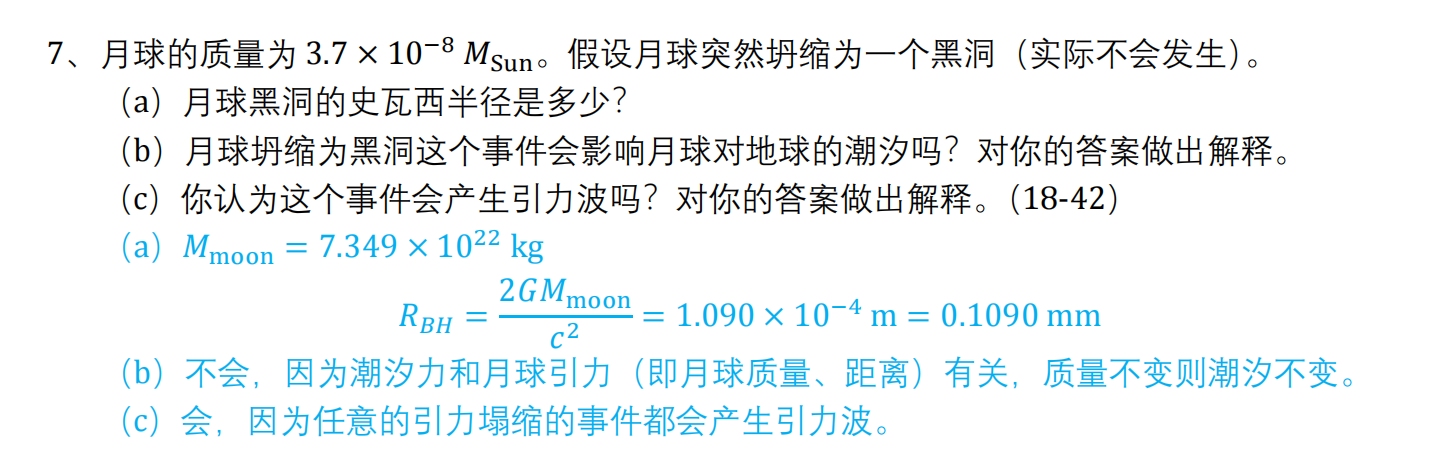 7、月球的质量为 3.7 × 10⁻⁸ M_Sun。假设月球突然坍缩为一个黑洞（实际不会发生）。
（a）月球黑洞的史瓦西半径是多少？
（b）月球坍缩为黑洞这个事件会影响月球对地球的潮汐吗？对你的答案做出解释。
（c）你认为这个事件会产生引力波吗？对你的答案做出解释。（18-42）
（a）M_moon = 7.349 × 10²² kg
R_BH = 2GM_moon / c² = 1.090 × 10⁻⁴ m = 0.1090 mm
（b）不会，因为潮汐力和月球引力（即月球质量、距离）有关，质量不变则潮汐不变。
（c）会，因为任意的引力塌缩的事件都会产生引力波。